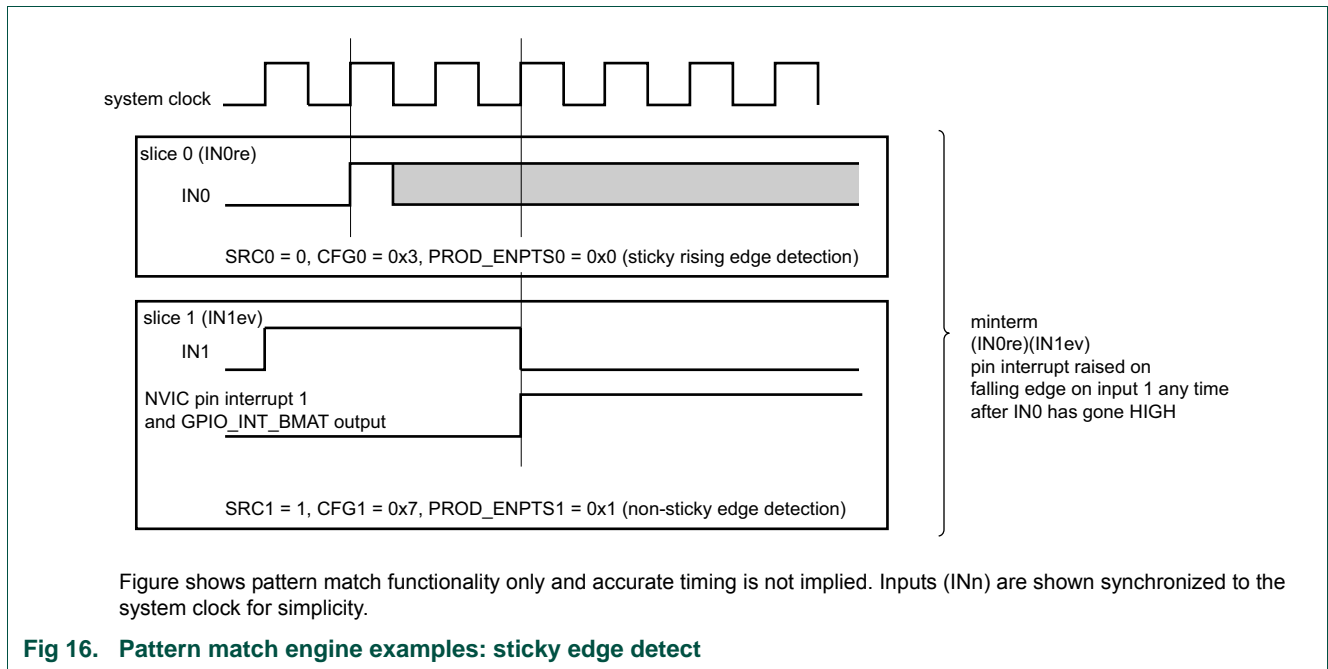 system clock
slice 0 (IN0re)
IN0
SRC0 = 0, CFG0 = 0x3, PROD_ENPTS0 = 0x0 (sticky rising edge detection)
slice 1 (IN1ev)
IN1
NVIC pin interrupt 1
and GPIO_INT_BMAT output
SRC1 = 1, CFG1 = 0x7, PROD_ENPTS1 = 0x1 (non-sticky edge detection)
minterm
(IN0re)(IN1ev)
pin interrupt raised on
falling edge on input 1 any time
after IN0 has gone HIGH
Figure shows pattern match functionality only and accurate timing is not implied. Inputs (INn) are shown synchronized to the
system clock for simplicity.
Fig 16. Pattern match engine examples: sticky edge detect